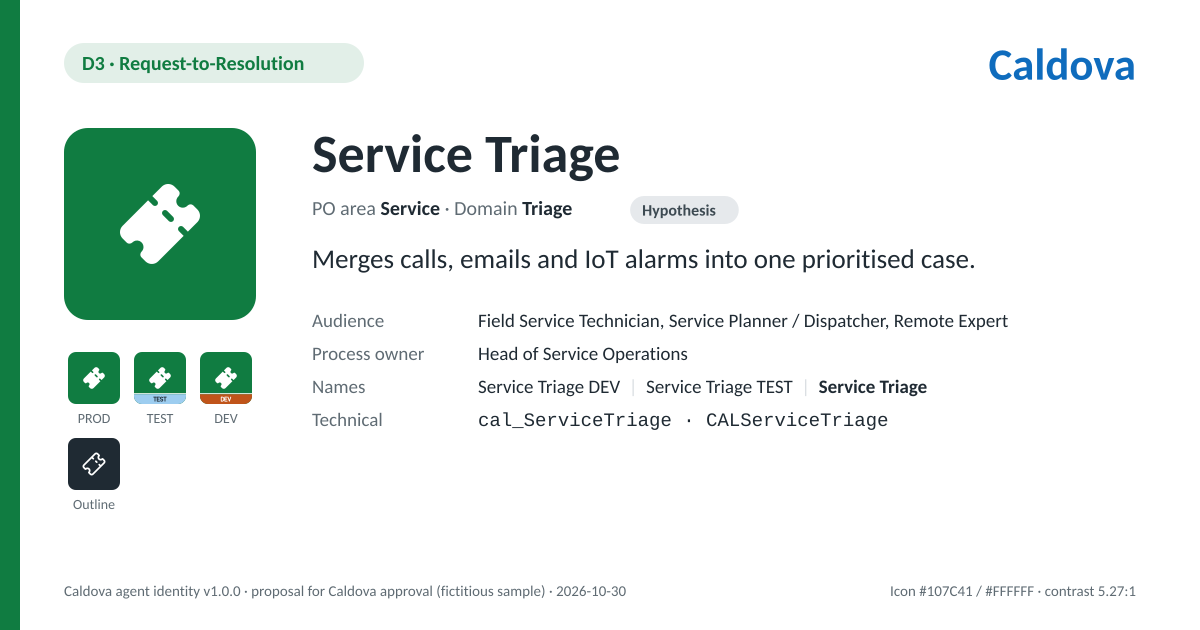 D3 · Request-to-Resolution
Caldova
Service Triage
PO area Service · Domain Triage
Hypothesis
Merges calls, emails and IoT alarms into one prioritised case.
Audience Field Service Technician, Service Planner / Dispatcher, Remote Expert
Process owner Head of Service Operations
Names Service Triage DEV | Service Triage TEST | Service Triage
Technical cal_ServiceTriage · CALServiceTriage
TEST DEV
PROD TEST DEV
Outline
Caldova agent identity v1.0.0 · proposal for Caldova approval (fictitious sample) · 2026-10-30
Icon #107C41 / #FFFFFF · contrast 5.27:1